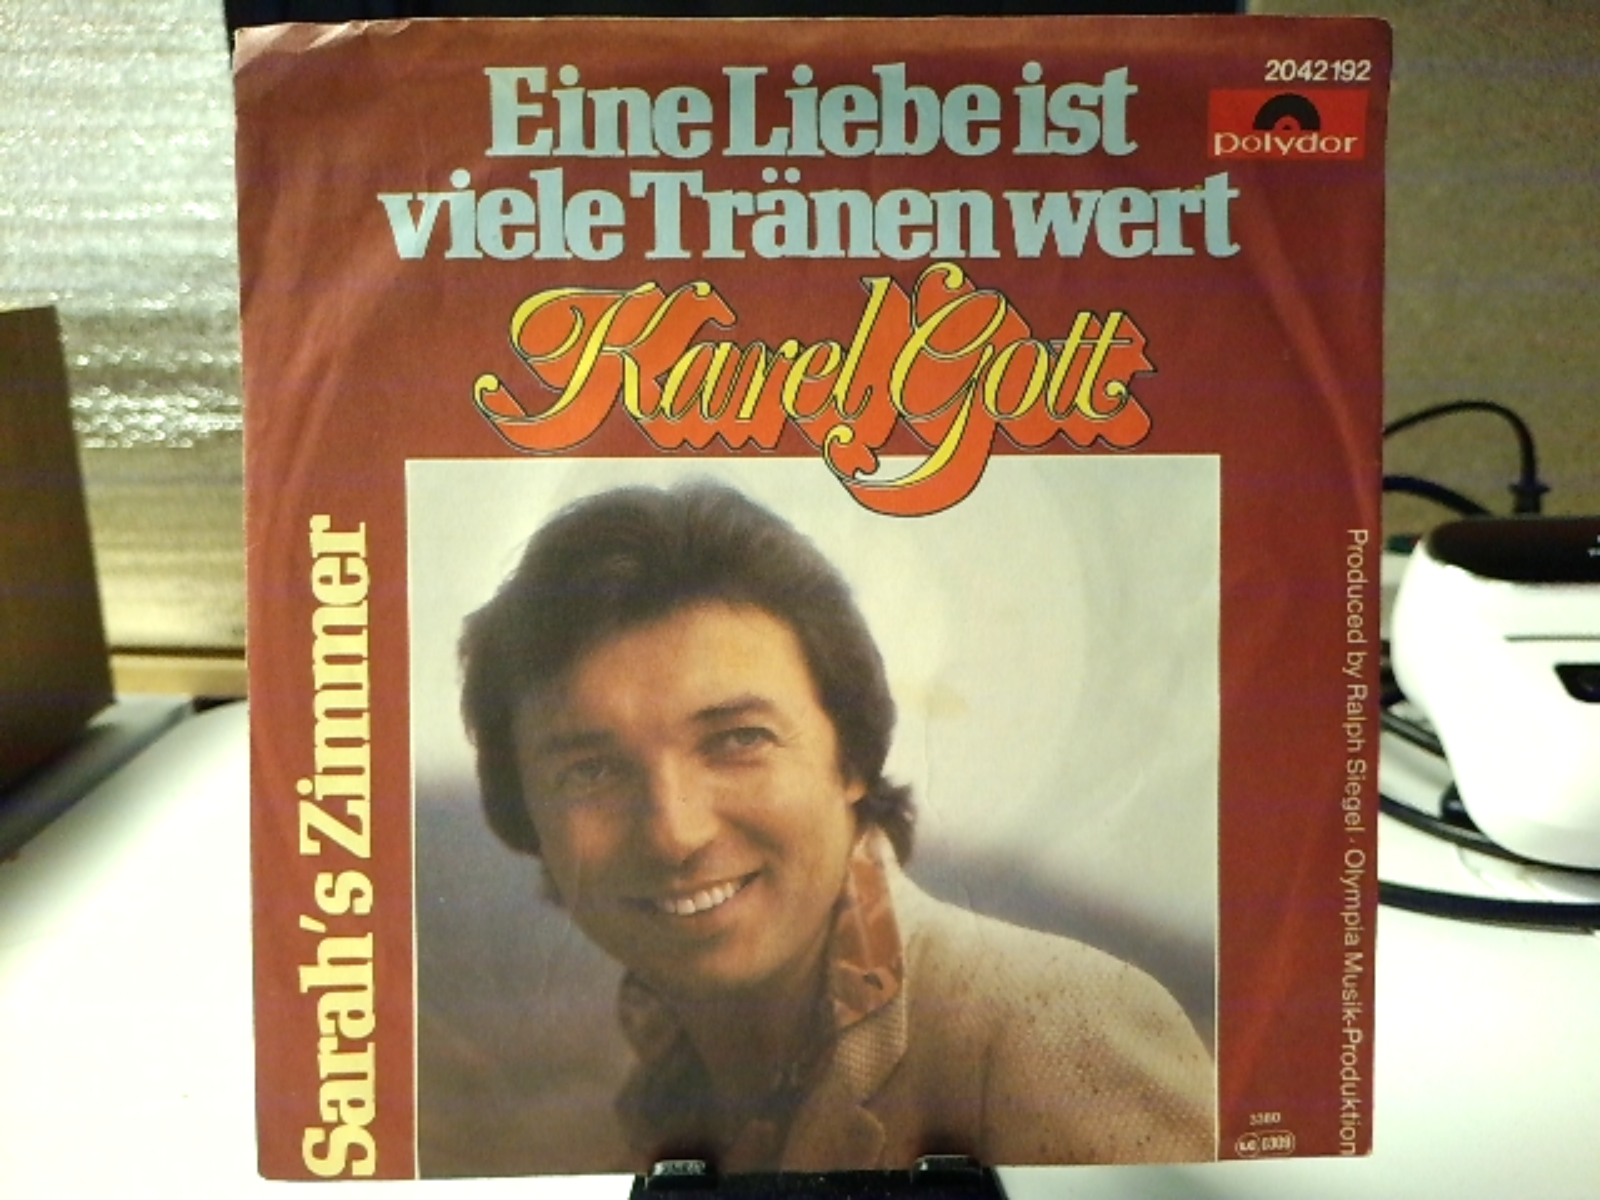 2042192
polydor
Eine Liebe ist
viele Tränen wert
Karel Gott
Sarah's Zimmer
Produced by Ralph Siegel · Olympia Musik-Produktion
3380